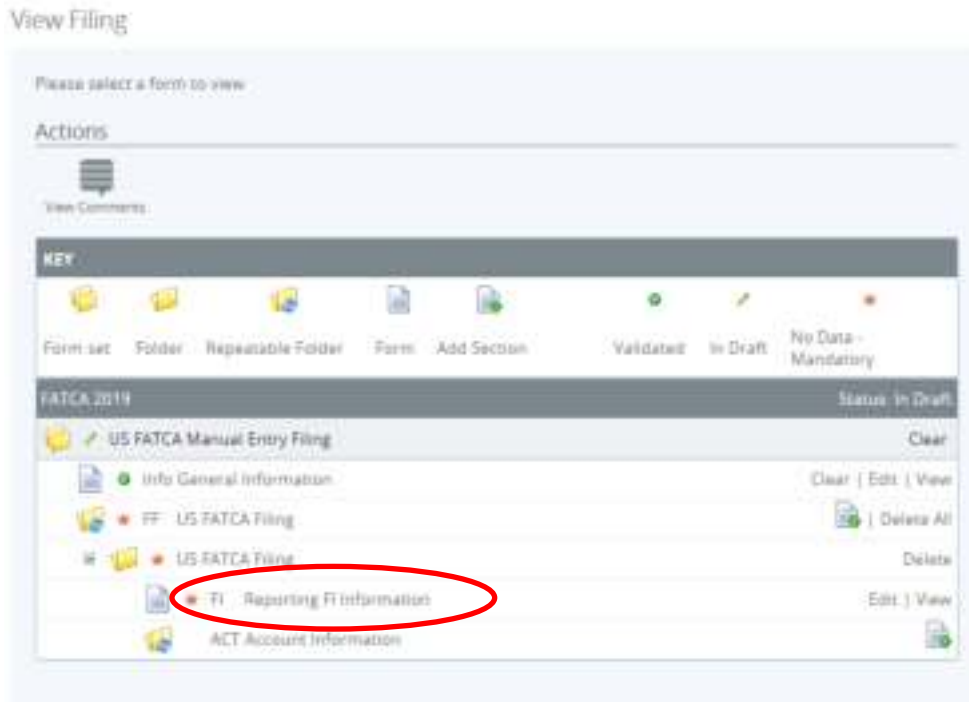 View Filing
Please select a form to view
Actions
View Comments
KEY
Form set Folder Repeatable Folder Form Add Section Validated In Draft No Data - Mandatory
FATCA 2019 Status: In Draft
US FATCA Manual Entry Filing Clear
Info General Information Clear | Edit | View
FF US FATCA Filing | Delete All
US FATCA Filing Delete
FI Reporting FI Information Edit | View
ACT Account Information